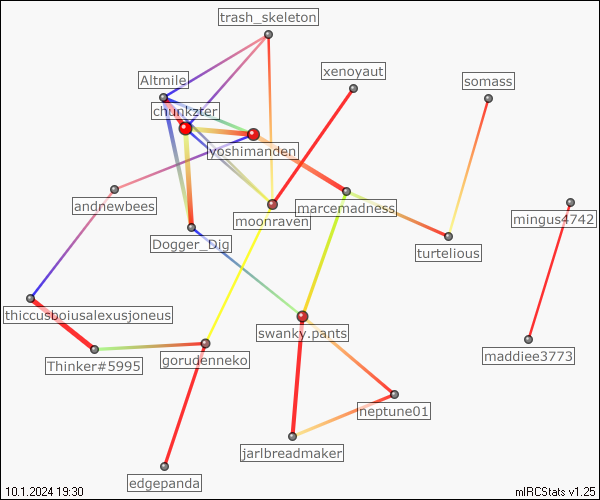 trash_skeleton
xenoyaut
Altmile
somass
chunkzter
yoshimanden
andnewbees
marcemadness
moonraven
mingus4742
Dogger_Dig
turtelious
thiccusboiusalexusjoneus
swanky.pants
maddiee3773
Thinker#5995
gorudenneko
neptune01
jarlbreadmaker
edgepanda
10.1.2024 19:30
mIRCStats v1.25